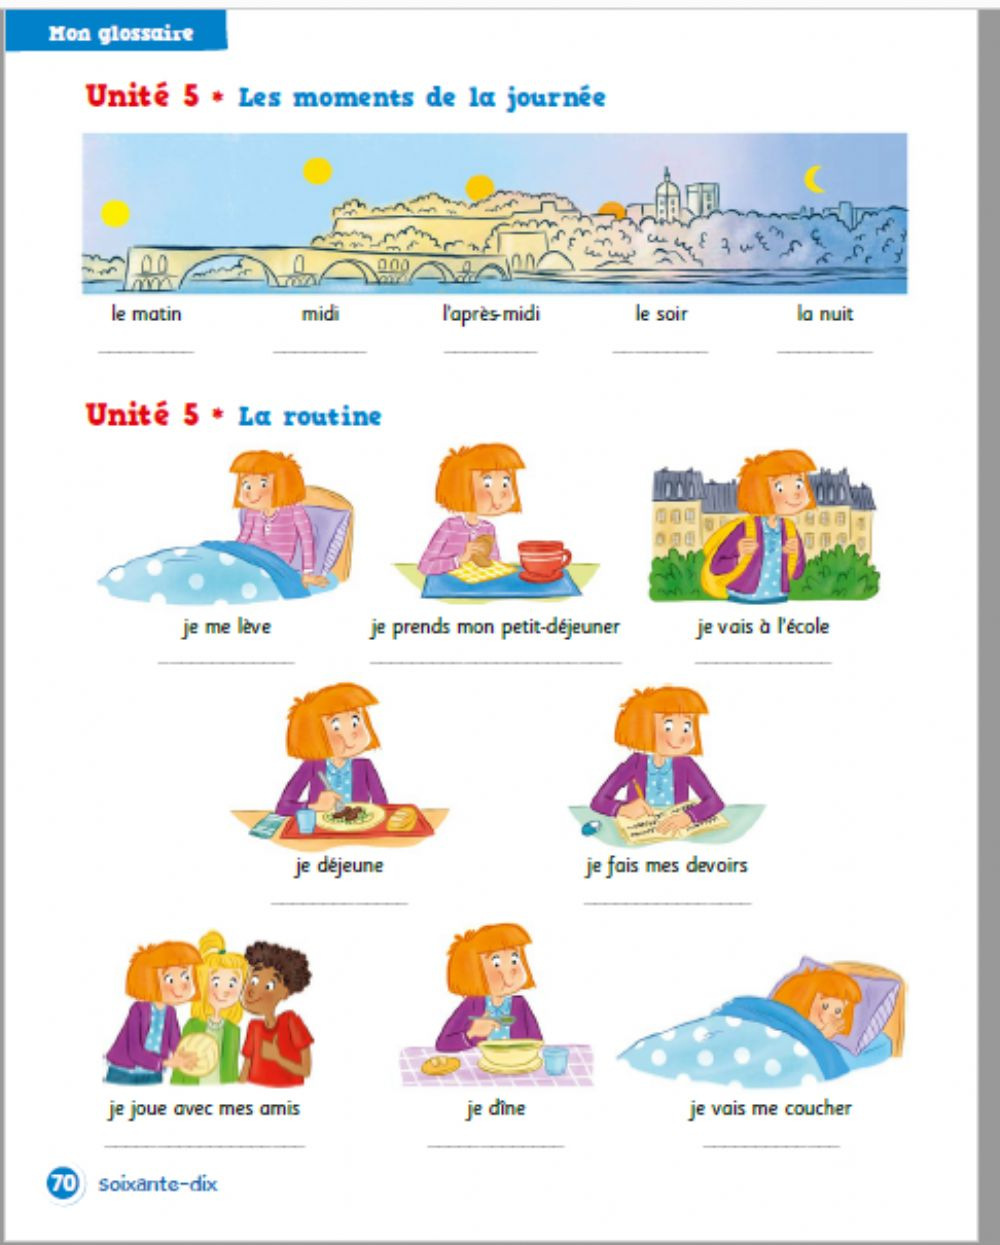 Mon glossaire
Unité 5 * Les moments de la journée
le matin midi l'après-midi le soir la nuit
Unité 5 * La routine
je me lève je prends mon petit-déjeuner je vais à l'école
je déjeune je fais mes devoirs
je joue avec mes amis je dîne je vais me coucher
70 soixante-dix